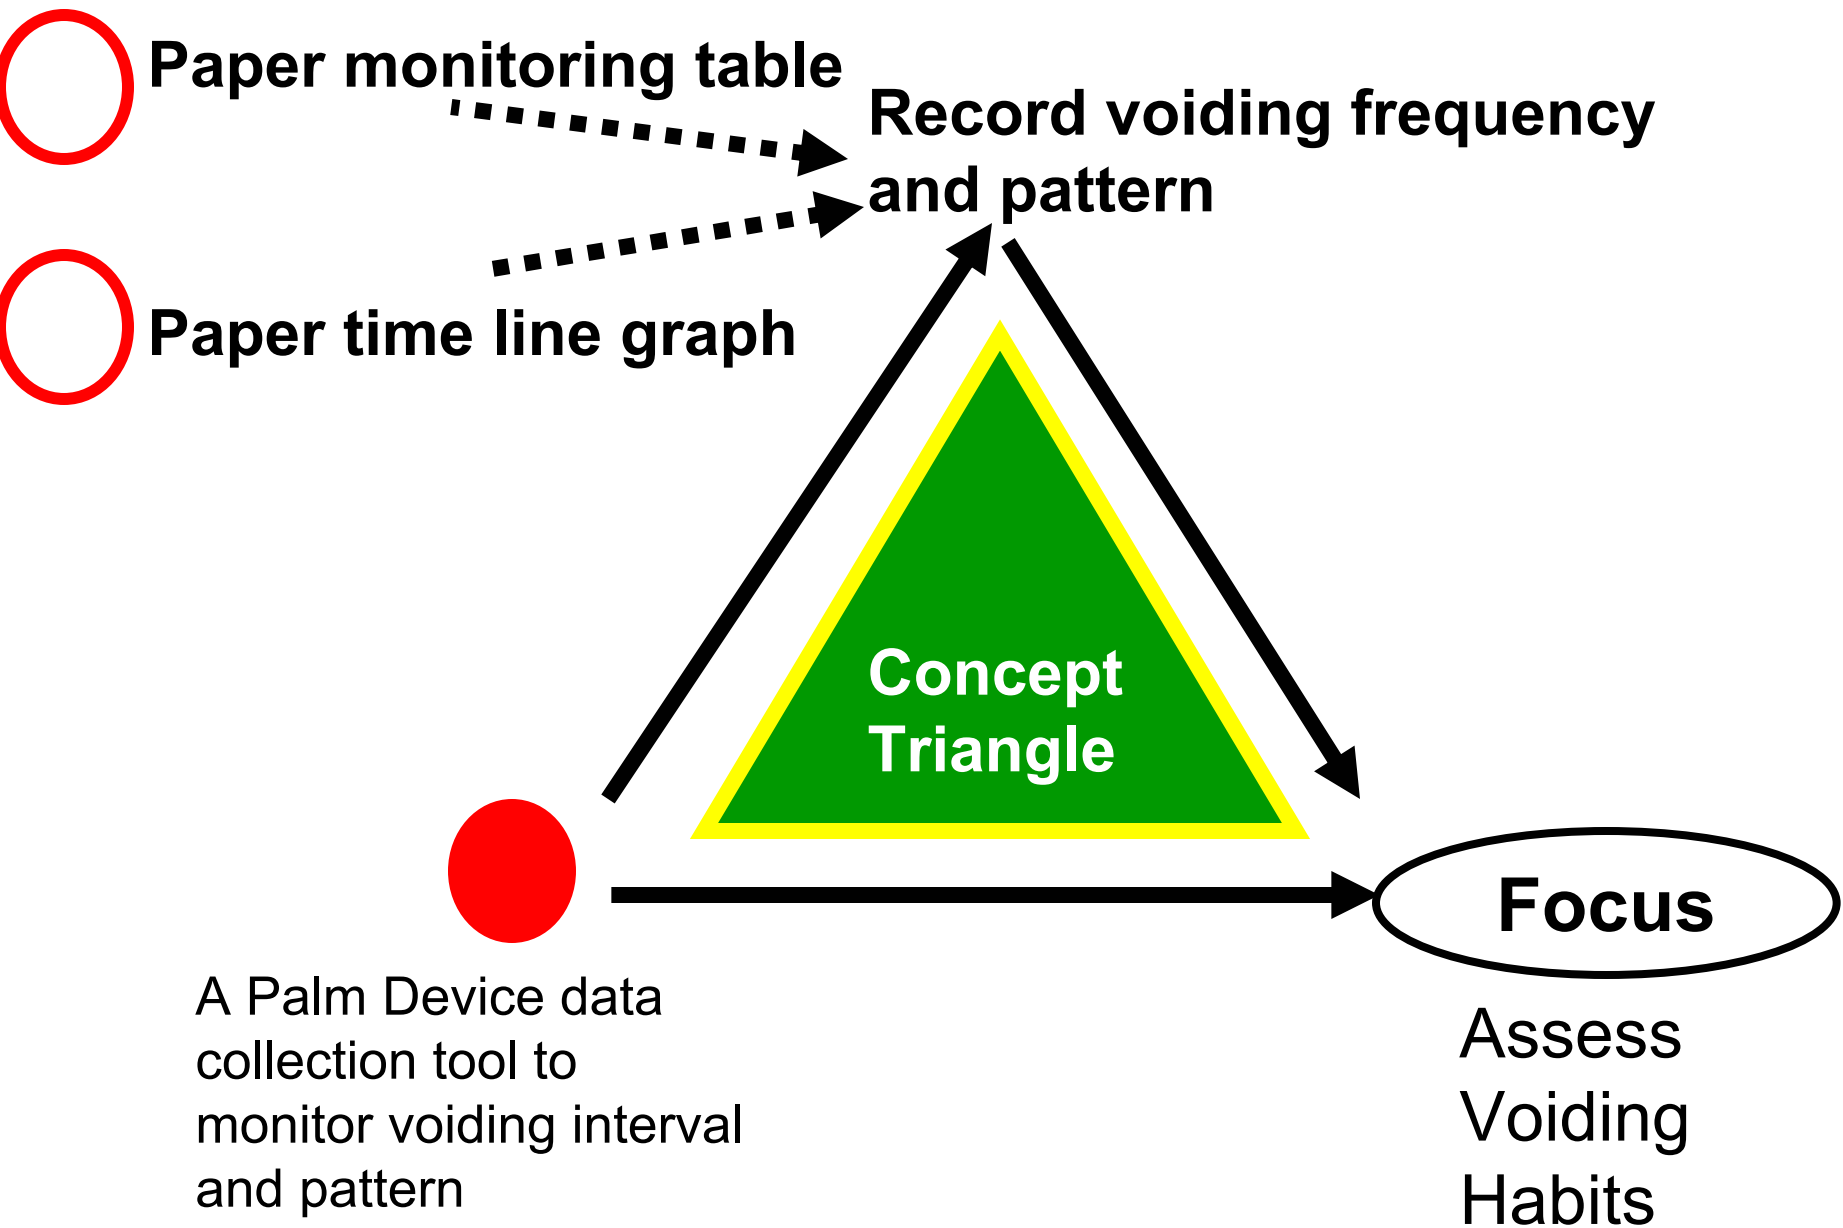 Paper monitoring table
Record voiding frequency
and pattern
Paper time line graph
Concept
Triangle
Focus
A Palm Device data
collection tool to
monitor voiding interval
and pattern
Assess
Voiding
Habits